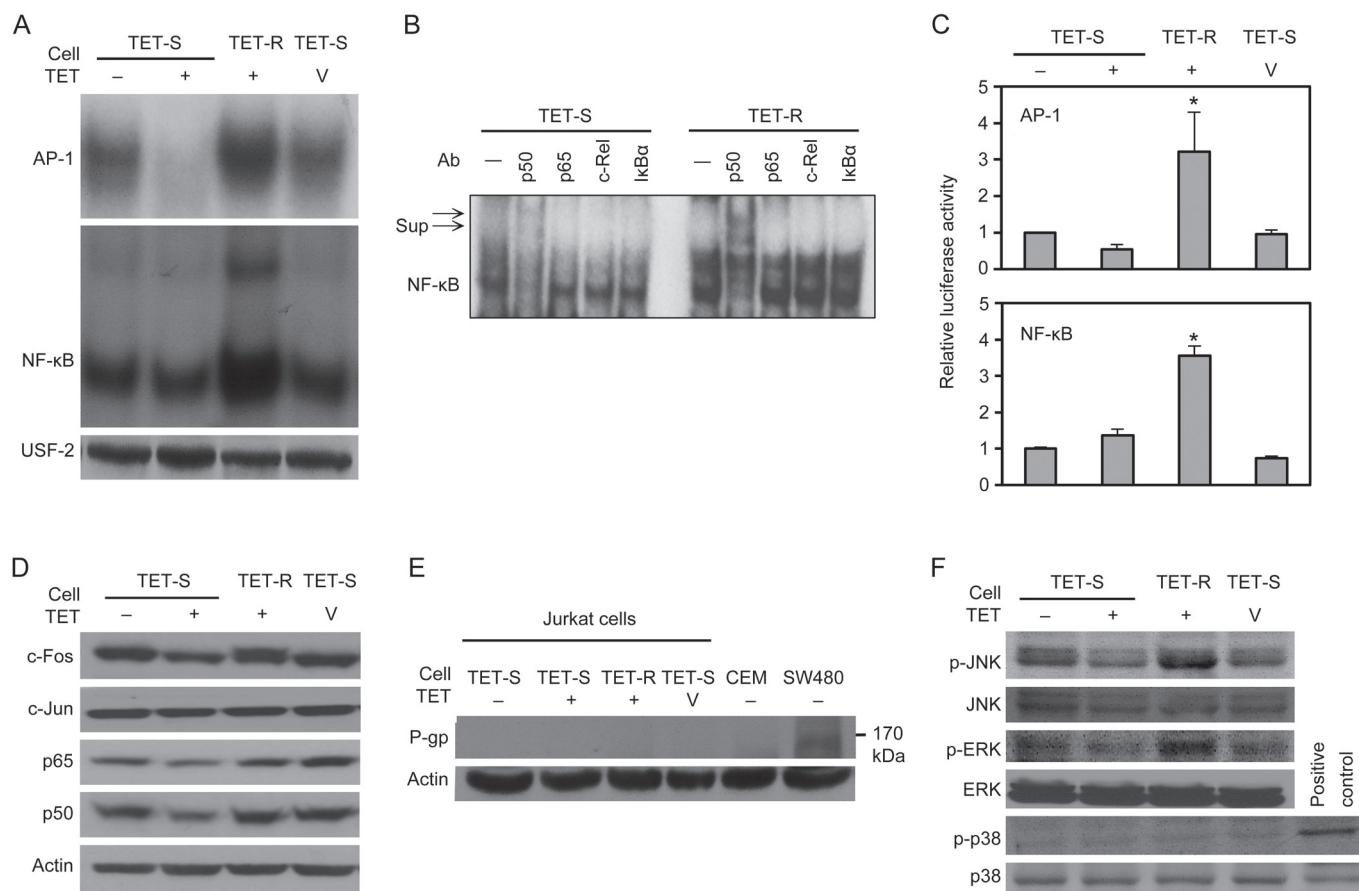 A
TET-S TET-R TET-S
Cell
TET – + + V
AP-1
NF-κB
USF-2
B
TET-S TET-R
Ab — p50 p65 c-Rel IκBα — p50 p65 c-Rel IκBα
Sup
NF-κB
C
TET-S TET-R TET-S
– + + V
Relative luciferase activity
AP-1
*
5
4
3
2
1
0
NF-κB
*
5
4
3
2
1
0
D
TET-S TET-R TET-S
Cell
TET – + + V
c-Fos
c-Jun
p65
p50
Actin
E
Jurkat cells
Cell TET-S TET-S TET-R TET-S CEM SW480
TET – + + V – –
P-gp
170
kDa
Actin
F
TET-S TET-R TET-S
Cell
TET – + + V
p-JNK
JNK
p-ERK
ERK
p-p38
p38
Positive
control